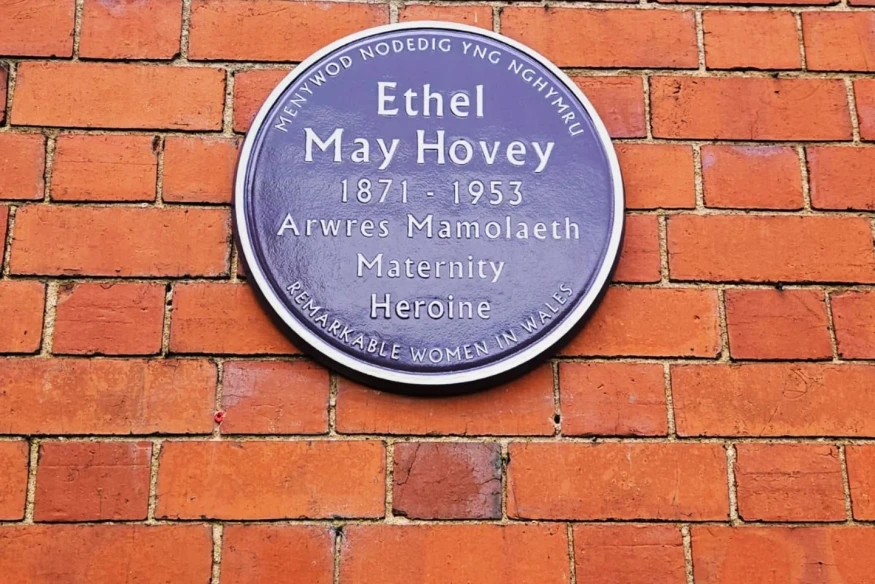 MENYWOD NODEDIG YNG NGHYMRU
Ethel
May Hovey
1871 - 1953
Arwres Mamolaeth
Maternity
Heroine
REMARKABLE WOMEN IN WALES